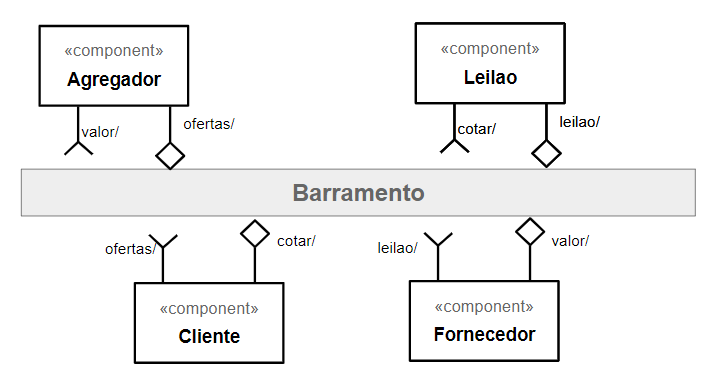 «component»
Agregador
«component»
Leilao
valor/
ofertas/
cotar/
leilao/
Barramento
ofertas/
cotar/
leilao/
valor/
«component»
Cliente
«component»
Fornecedor